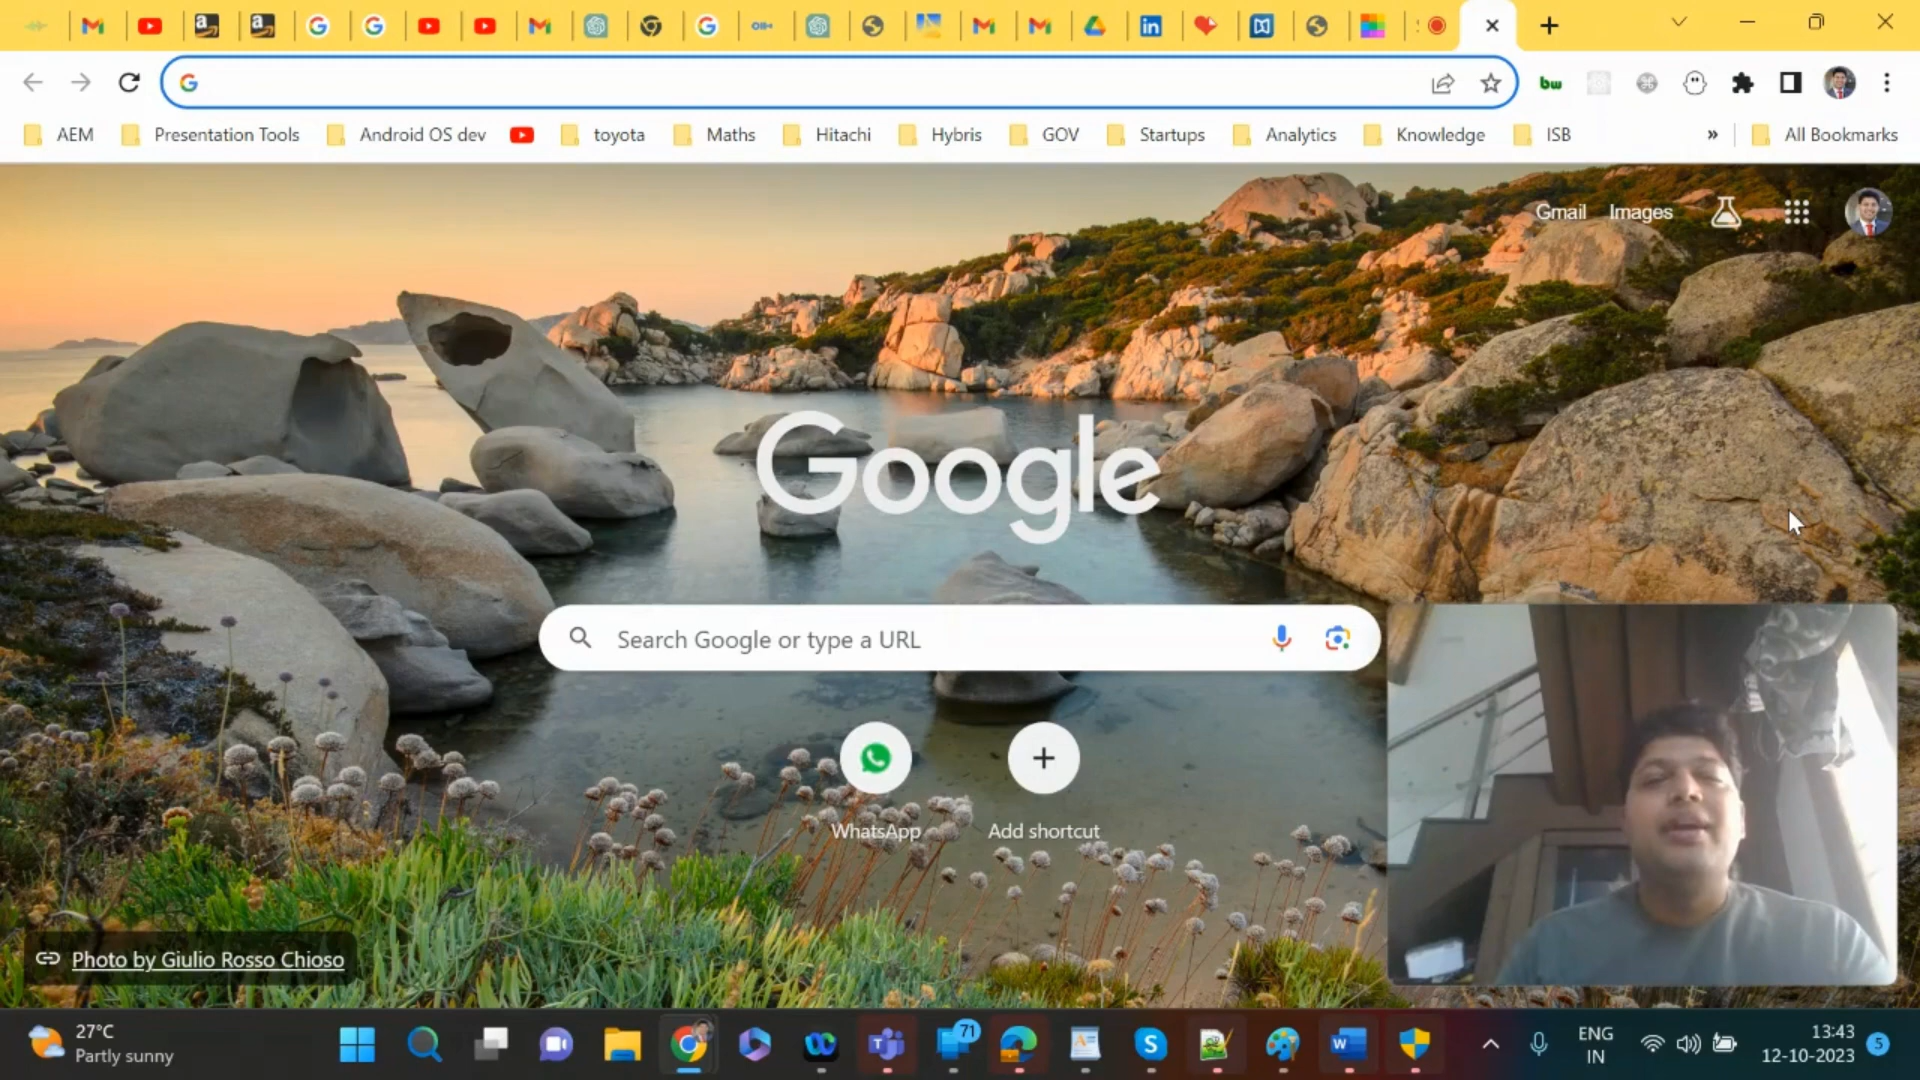 AEM
Presentation Tools
Android OS dev
toyota
Maths
Hitachi
Hybris
GOV
Startups
Analytics
Knowledge
ISB
»
All Bookmarks
Gmail
Images
Google
Search Google or type a URL
WhatsApp
Add shortcut
Photo by Giulio Rosso Chioso
27°C
Partly sunny
71
ENG
IN
13:43
12-10-2023
5